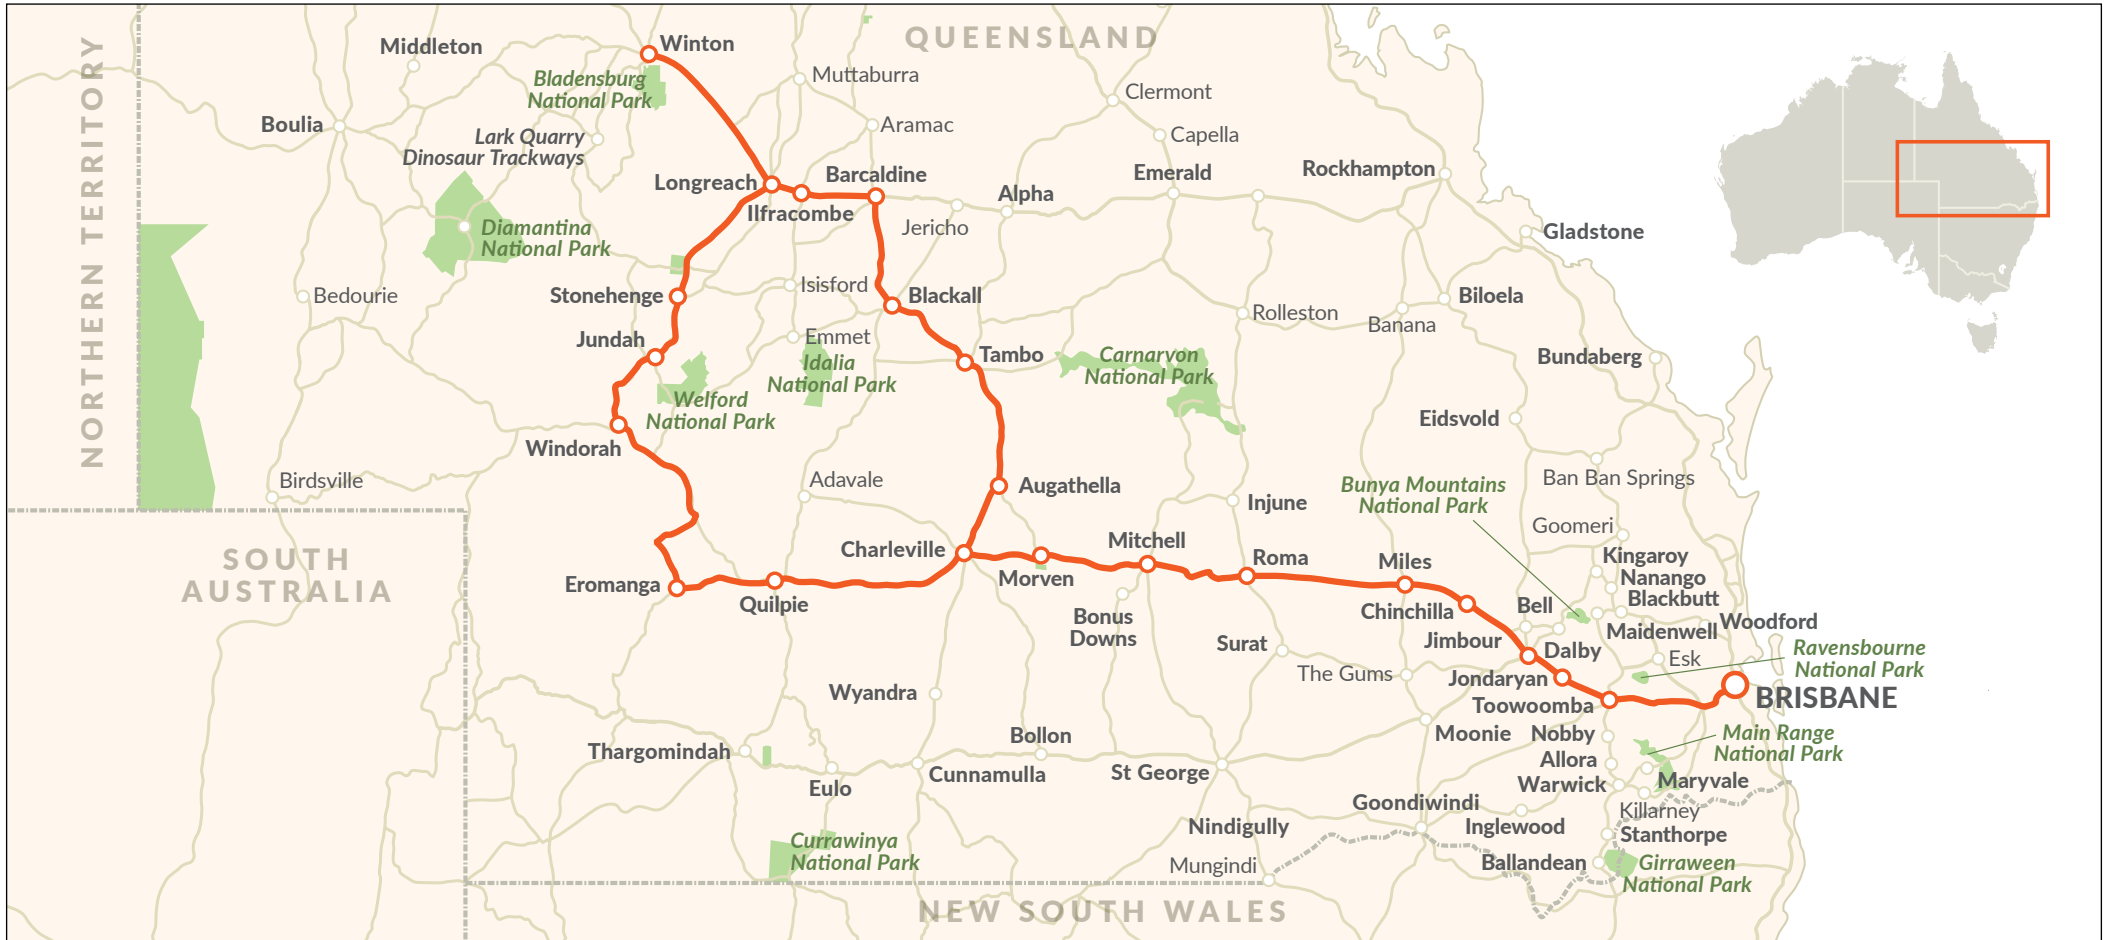 QUEENSLAND
Middleton
Winton
Bladensburg
National Park
Muttaburra
Clermont
Boulia
Lark Quarry
Dinosaur Trackways
Aramac
Capella
NORTHERN TERRITORY
Longreach
Barcaldine
Emerald
Rockhampton
Alpha
Ilfracombe
Jericho
Diamantina
National Park
Gladstone
Bedourie
Stonehenge
Isisford
Blackall
Biloela
Rolleston
Banana
Jundah
Emmet
Idalia
National Park
Tambo
Carnarvon
National Park
Bundaberg
Welford
National Park
Eidsvold
Windorah
Birdsville
Adavale
Augathella
Ban Ban Springs
Bunya Mountains
National Park
Injune
Goomeri
SOUTH
AUSTRALIA
Charleville
Mitchell
Roma
Miles
Kingaroy
Nanango
Blackbutt
Eromanga
Quilpie
Morven
Bonus
Downs
Chinchilla
Bell
Woodford
Maidenwell
Surat
Jimbour
Dalby
Esk
Ravensbourne
National Park
The Gums
Jondaryan
Wyandra
Toowoomba
BRISBANE
Thargomindah
Bollon
Moonie
Nobby
Main Range
National Park
Allora
Eulo
Cunnamulla
St George
Warwick
Maryvale
Goondiwindi
Killarney
Nindigully
Inglewood
Stanthorpe
Currawinya
National Park
Mungindi
Ballandean
Girraween
National Park
NEW SOUTH WALES